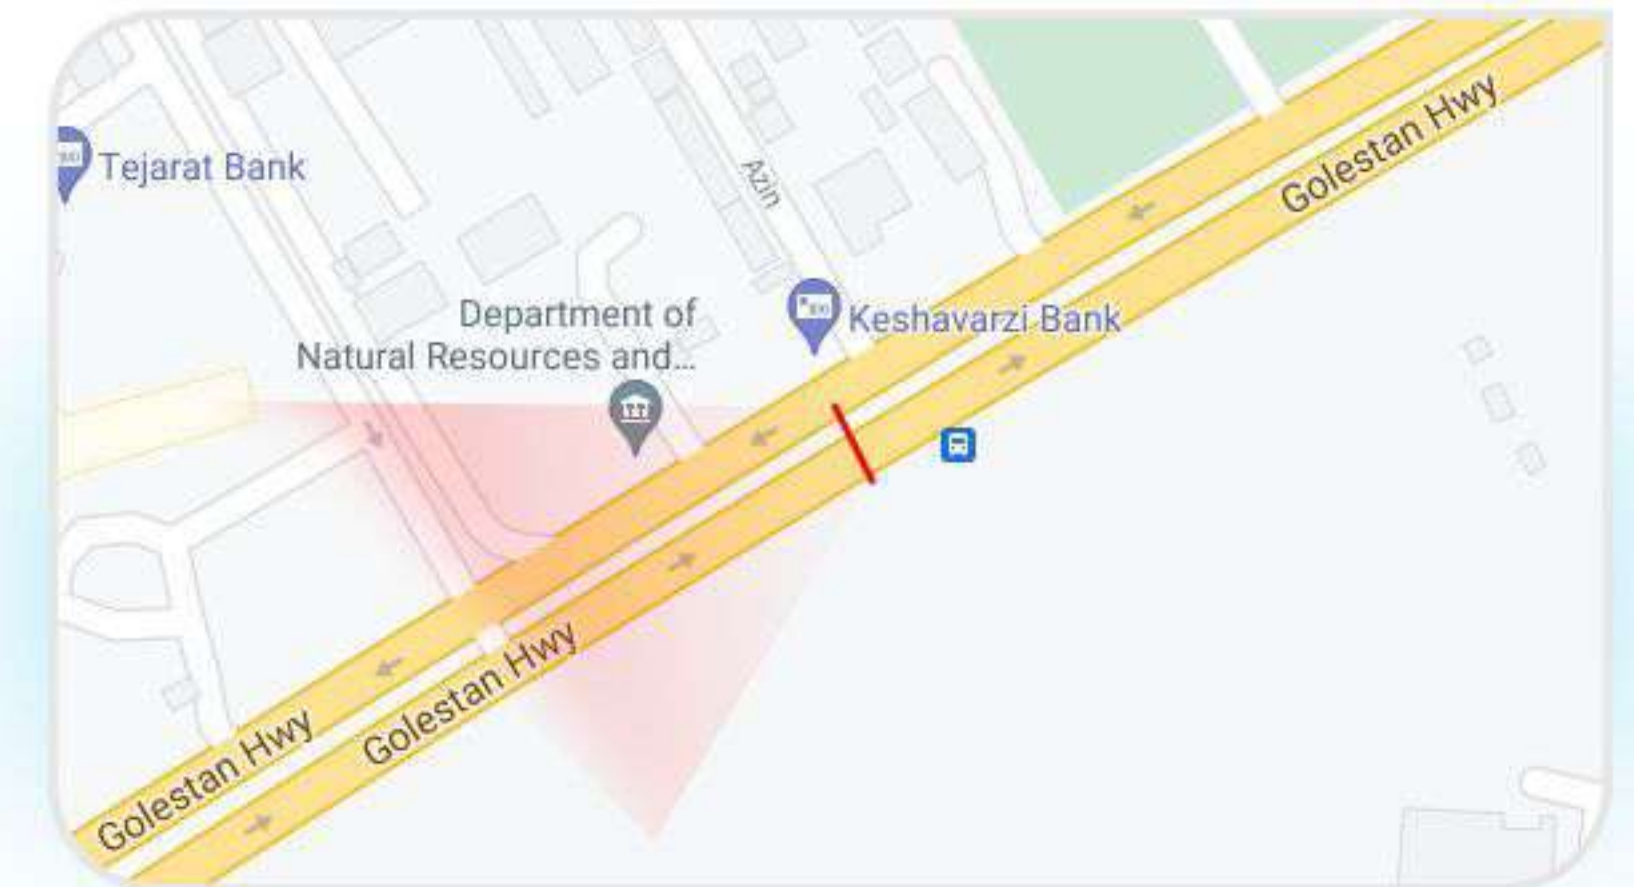 Golestan Hwy
Tejarat Bank
Azin
Department of
Natural Resources and...
Keshavarzi Bank
Golestan Hwy
Golestan Hwy